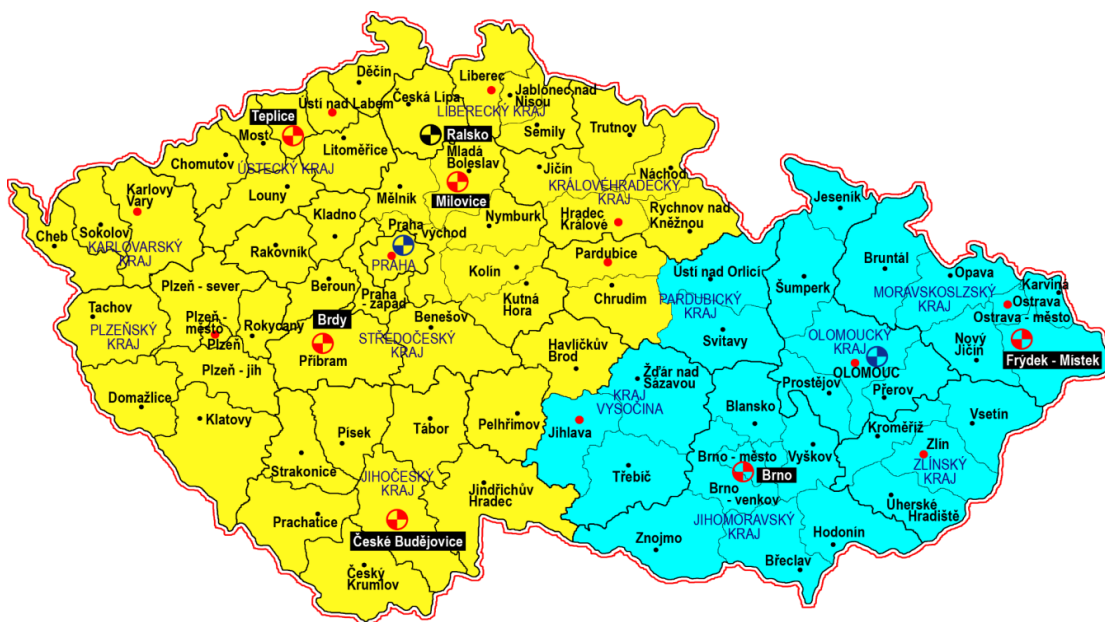 Děčín
Liberec
Česká Lípa
Jablonec nad
Nisou
Ústí nad Labem
LIBERECKÝ KRAJ
Teplice
Most
Ralsko
Semily
Trutnov
Litoměřice
Mladá
Boleslav
Chomutov
ÚSTECKÝ KRAJ
Jičín
Náchod
KRÁLOVÉHRADECKÝ
KRAJ
Karlovy
Vary
Louny
Mělník
Milovice
Jeseník
Kladno
Nymburk
Hradec
Králové
Rychnov nad
Kněžnou
Cheb
Sokolov
KARLOVARSKÝ
KRAJ
Rakovník
Praha
východ
PRAHA
Pardubice
Ústí nad Orlicí
Bruntál
Opava
Karviná
Kolín
Plzeň - sever
Beroun
Praha
- západ
Kutná
Hora
Chrudim
PARDUBICKÝ
KRAJ
Šumperk
MORAVSKOSLZSKÝ
KRAJ
Ostrava
Ostrava - město
Tachov
PLZEŇSKÝ
KRAJ
Plzeň -
město
Plzeň
Rokycany
Brdy
Příbram
Benešov
STŘEDOČESKÝ
KRAJ
Svitavy
OLOMOUCKÝ
KRAJ
OLOMOUC
Nový
Jičín
Frýdek - Místek
Plzeň - jih
Havlíčkův
Brod
Žďár nad
Sázavou
KRAJ
VYSOČINA
Prostějov
Přerov
Domažlice
Klatovy
Písek
Tábor
Pelhřimov
Jihlava
Blansko
Kroměříž
Vsetín
Strakonice
JIHOČESKÝ
KRAJ
Jindřichův
Hradec
Třebíč
Brno - město
Brno
Vyškov
Zlín
ZLÍNSKÝ
KRAJ
Brno
- venkov
Prachatice
České Budějovice
JIHOMORAVSKÝ
KRAJ
Úherské
Hradiště
Znojmo
Hodonín
Břeclav
Český
Krumlov